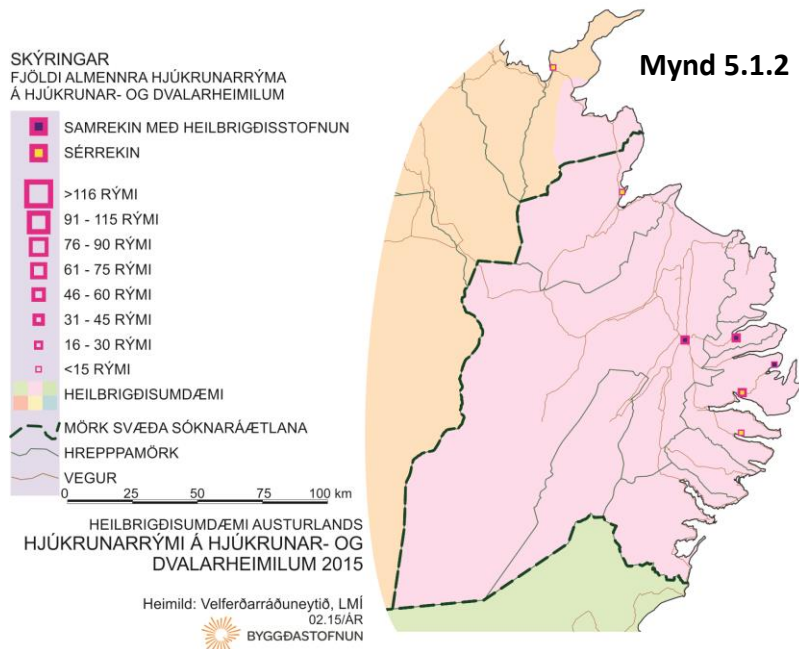 Mynd 5.1.2
SKÝRINGAR
FJÖLDI ALMENNRA HJÚKRUNARRÝMA
Á HJÚKRUNAR- OG DVALARHEIMILUM
SAMREKIN MEÐ HEILBRIGÐISSTOFNUN
SÉRREKIN
>116 RÝMI
91 - 115 RÝMI
76 - 90 RÝMI
61 - 75 RÝMI
46 - 60 RÝMI
31 - 45 RÝMI
16 - 30 RÝMI
<15 RÝMI
HEILBRIGÐISUMDÆMI
MÖRK SVÆÐA SÓKNARÁÆTLANA
HREPPPAMÖRK
VEGUR
0 25 50 75 100 km
HEILBRIGÐISUMDÆMI AUSTURLANDS
HJÚKRUNARRÝMI Á HJÚKRUNAR- OG
DVALARHEIMILUM 2015
Heimild: Velferðarráðuneytið, LMÍ
02.15/ÁR
BYGGÐASTOFNUN